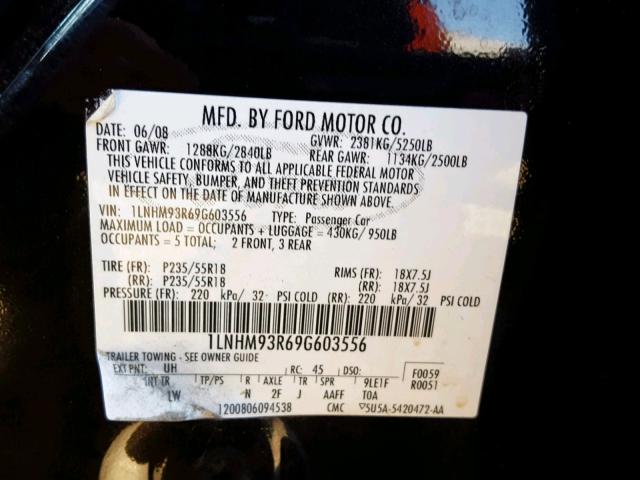 MFD. BY FORD MOTOR CO.
DATE: 06/08 GVWR: 2381KG/5250LB
FRONT GAWR: 1288KG/2840LB REAR GAWR: 1134KG/2500LB
THIS VEHICLE CONFORMS TO ALL APPLICABLE FEDERAL MOTOR
VEHICLE SAFETY, BUMPER, AND THEFT PREVENTION STANDARDS
IN EFFECT ON THE DATE OF MANUFACTURE SHOWN ABOVE.
VIN: 1LNHM93R69G603556 TYPE: Passenger Car
MAXIMUM LOAD = OCCUPANTS + LUGGAGE = 430KG/950LB
OCCUPANTS = 5 TOTAL; 2 FRONT, 3 REAR
TIRE (FR): P235/55R18 RIMS (FR): 18X7.5J
(RR): P235/55R18 (RR): 18X7.5J
PRESSURE (FR): 220 kPa/ 32 PSI COLD (RR): 220 kPa/ 32 PSI COLD
1LNHM93R69G603556
TRAILER TOWING - SEE OWNER GUIDE
EXT PNT: UH RC: 45 DSO: F0059
INT TR TP/PS R AXLE TR SPR 9LE1F R0051
LW N 2F J AAFF TOA
1200806094538 CMC ▽5U5A-5420472-AA